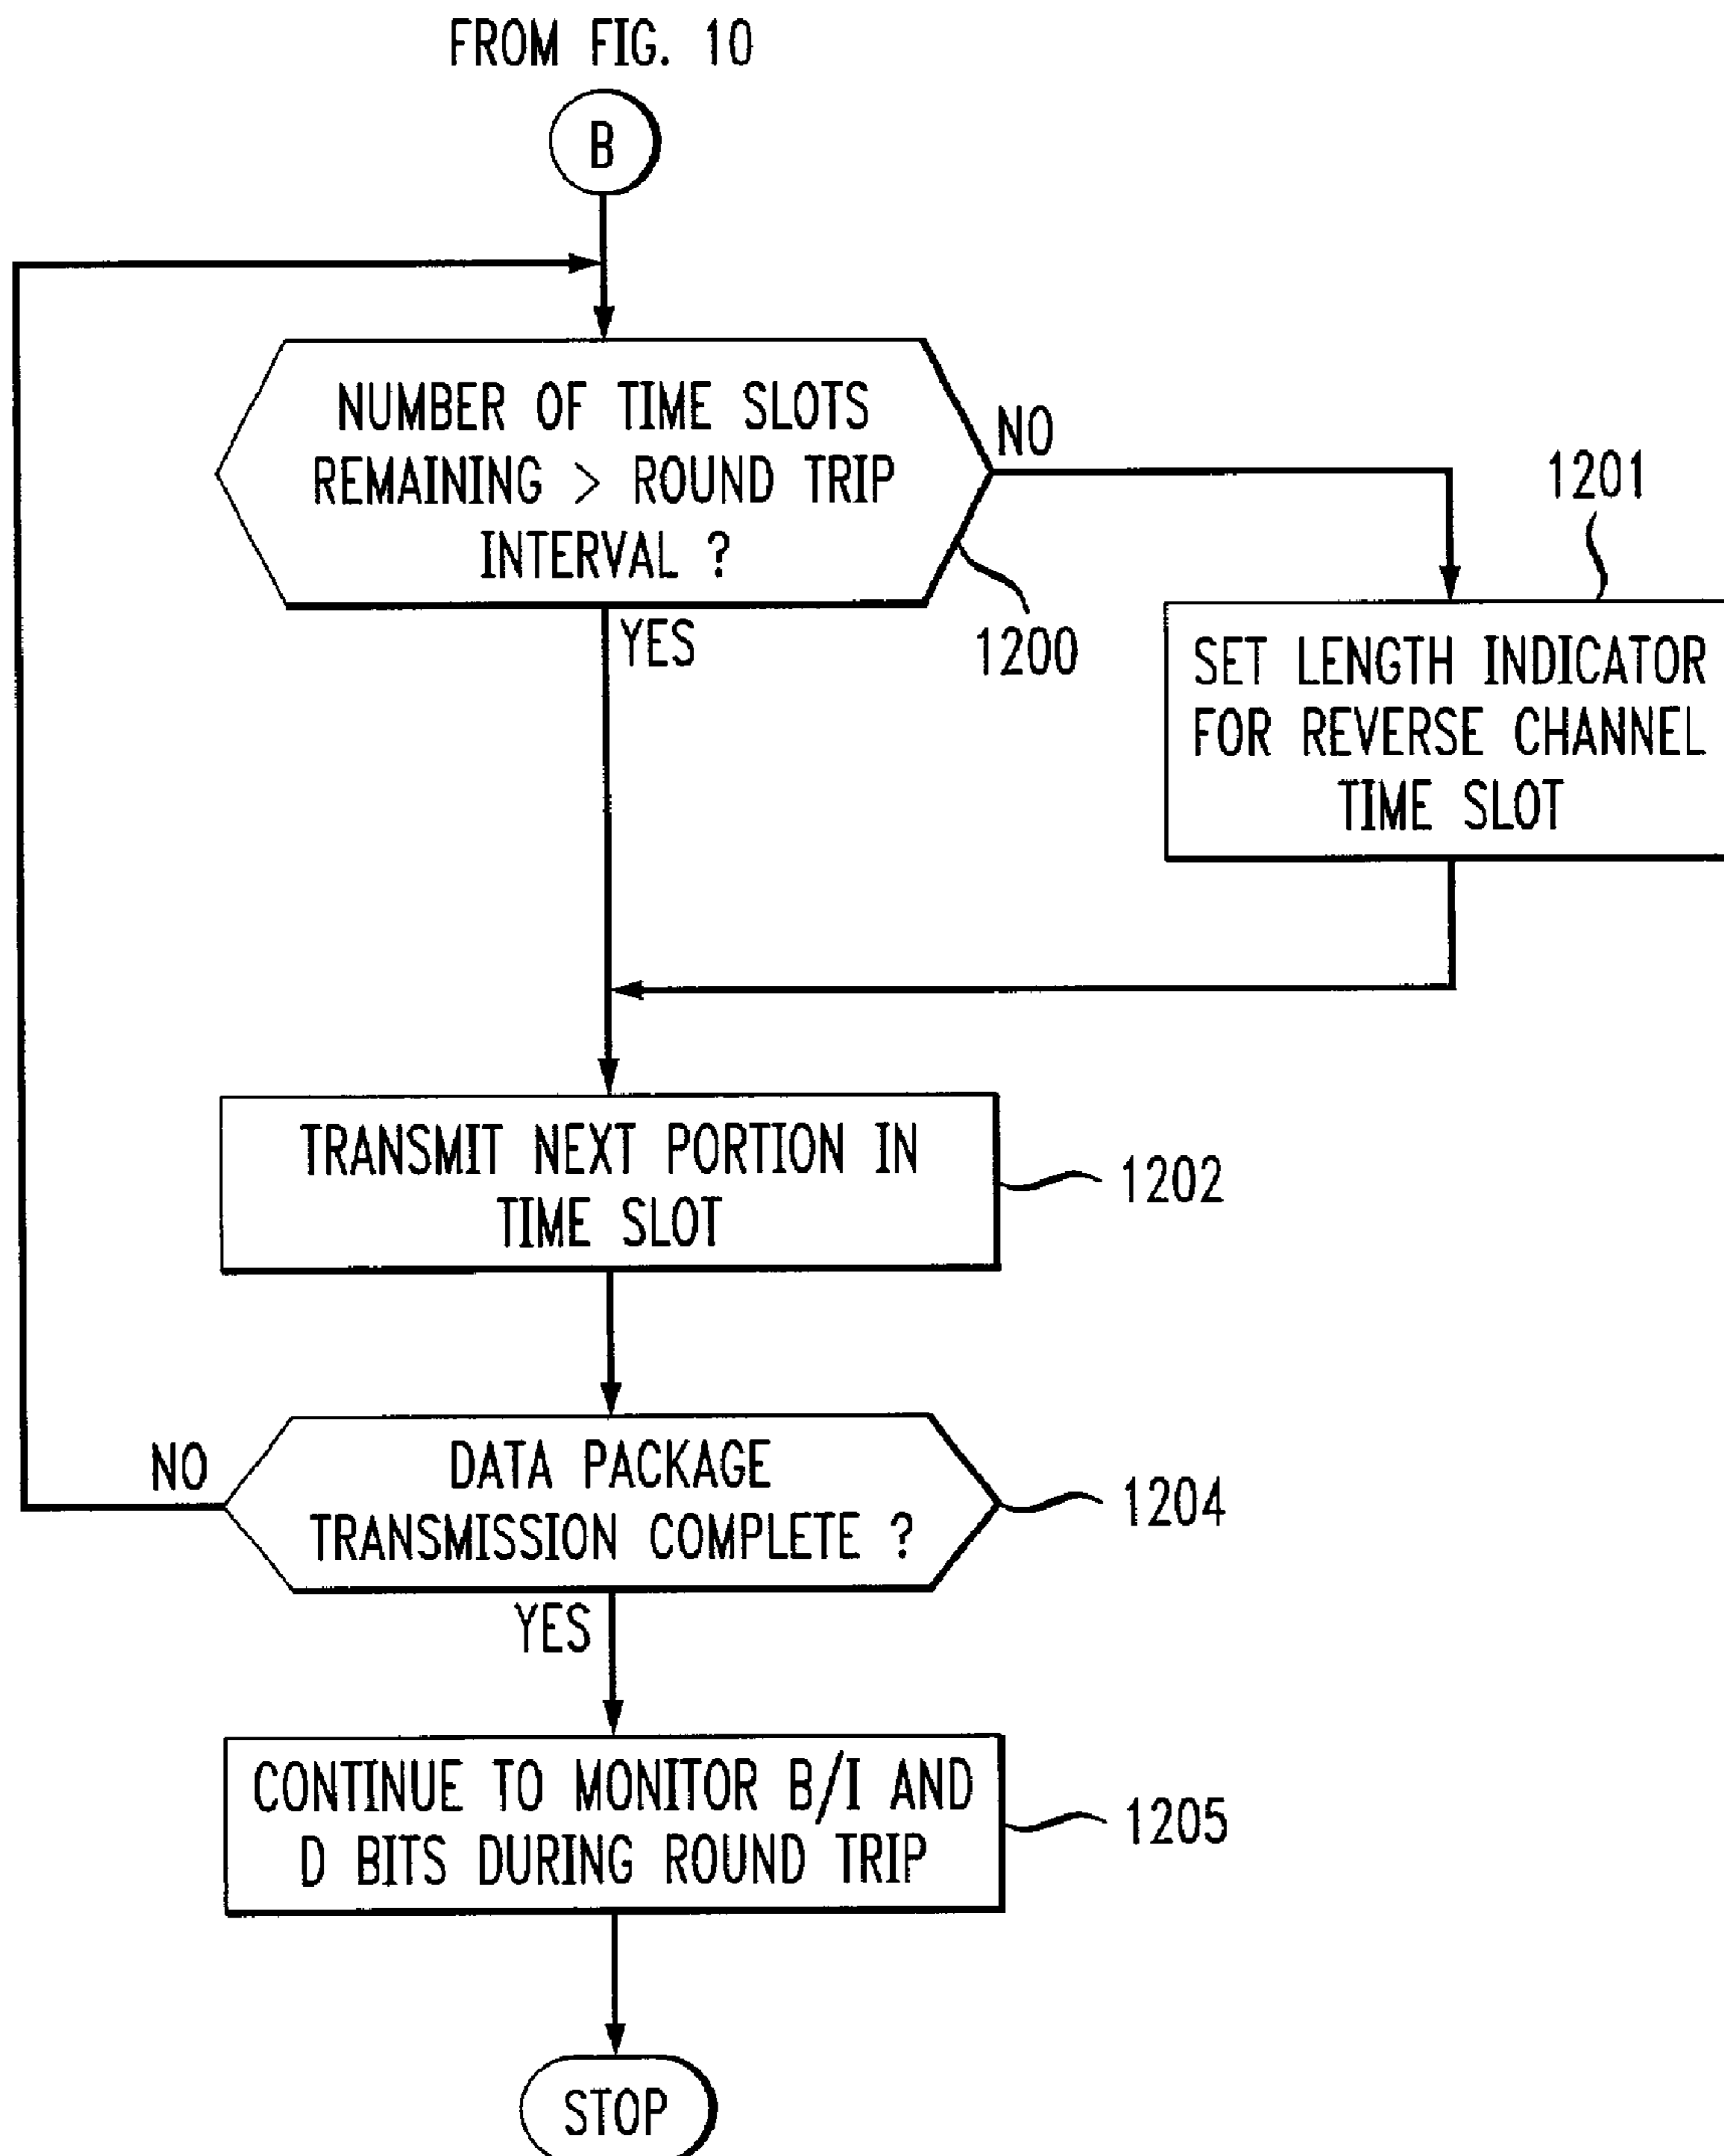 FROM FIG. 10
B
NUMBER OF TIME SLOTS
REMAINING > ROUND TRIP
INTERVAL ?
NO
1200
YES
1201
SET LENGTH INDICATOR
FOR REVERSE CHANNEL
TIME SLOT
TRANSMIT NEXT PORTION IN
TIME SLOT
1202
NO
DATA PACKAGE
TRANSMISSION COMPLETE ?
1204
YES
CONTINUE TO MONITOR B/I AND
D BITS DURING ROUND TRIP
1205
STOP